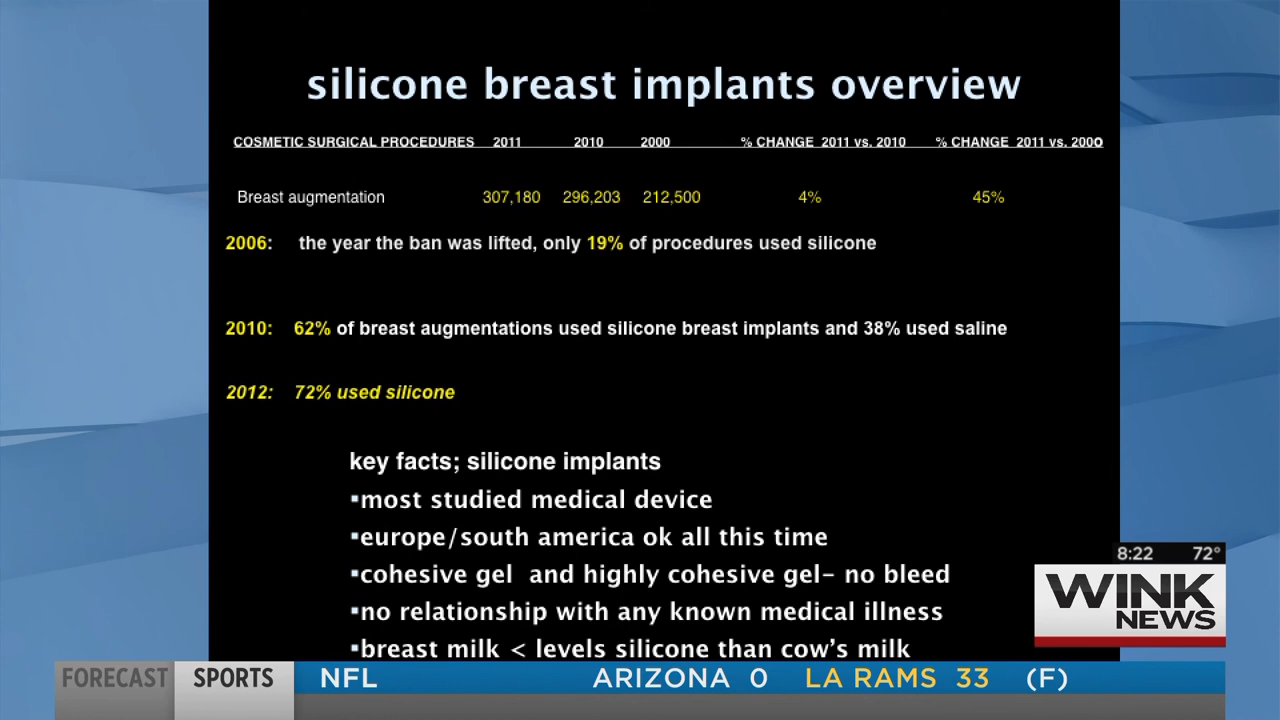 silicone breast implants overview
COSMETIC SURGICAL PROCEDURES 2011 2010 2000 % CHANGE 2011 vs. 2010 % CHANGE 2011 vs. 2000
Breast augmentation 307,180 296,203 212,500 4% 45%
2006: the year the ban was lifted, only 19% of procedures used silicone
2010: 62% of breast augmentations used silicone breast implants and 38% used saline
2012: 72% used silicone
key facts; silicone implants
▪most studied medical device
▪europe/south america ok all this time
▪cohesive gel and highly cohesive gel– no bleed
▪no relationship with any known medical illness
▪breast milk < levels silicone than cow’s milk
8:22 72°
WINK
NEWS
FORECAST SPORTS NFL ARIZONA 0 LA RAMS 33 (F)